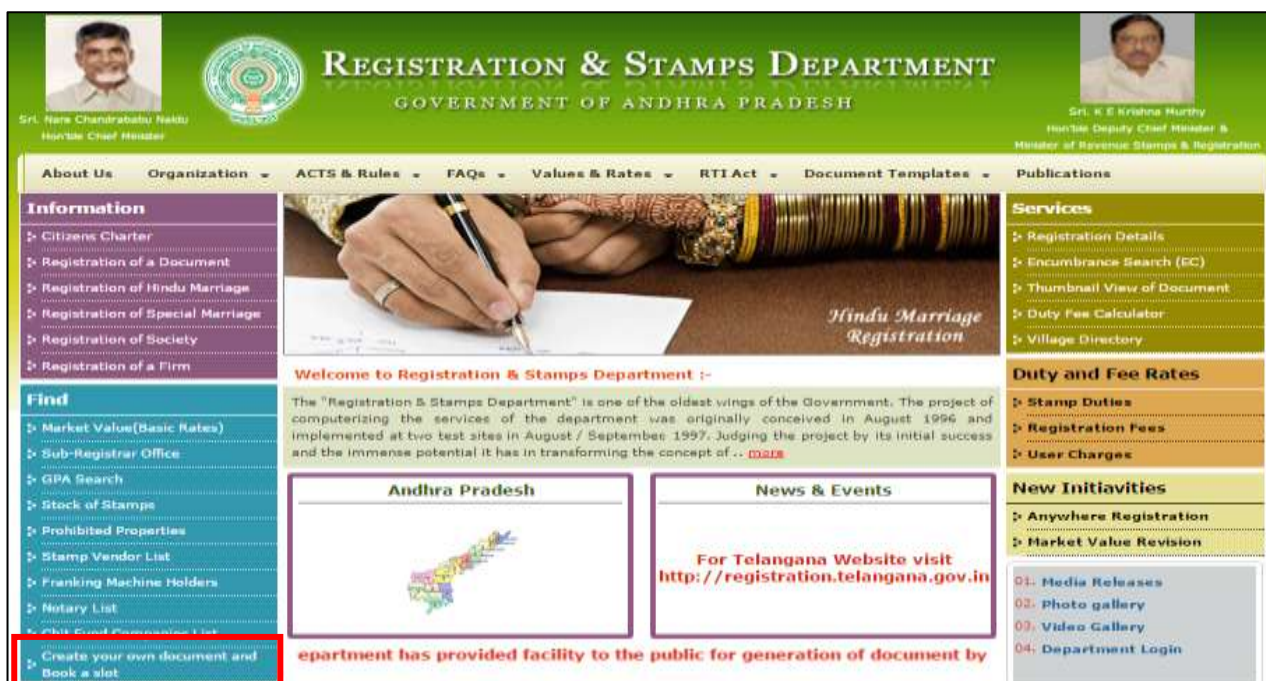 REGISTRATION & STAMPS DEPARTMENT
GOVERNMENT OF ANDHRA PRADESH
Sri. Nara Chandrababu Naidu
Hon'ble Chief Minister
Sri. K E Krishna Murthy
Hon'ble Deputy Chief Minister &
Minister of Revenue Stamps & Registration
About Us Organization ACTS & Rules FAQs Values & Rates RTI Act Document Templates Publications
Information
Citizens Charter
Registration of a Document
Registration of Hindu Marriage
Registration of Special Marriage
Registration of Society
Registration of a Firm
Find
Market Value(Basic Rates)
Sub-Registrar Office
GPA Search
Stock of Stamps
Prohibited Properties
Stamp Vendor List
Franking Machine Holders
Notary List
Chit Fund Companies List
Create your own document and
Book a slot
Hindu Marriage
Registration
Welcome to Registration & Stamps Department :-
The "Registration & Stamps Department" is one of the oldest wings of the Government. The project of
computerizing the services of the department was originally conceived in August 1996 and
implemented at two test sites in August / September 1997. Judging the project by its initial success
and the immense potential it has in transforming the concept of .. more
Andhra Pradesh
News & Events
For Telangana Website visit
http://registration.telangana.gov.in
epartment has provided facility to the public for generation of document by
Services
Registration Details
Encumbrance Search (EC)
Thumbnail View of Document
Duty Fee Calculator
Village Directory
Duty and Fee Rates
Stamp Duties
Registration Fees
User Charges
New Initiavities
Anywhere Registration
Market Value Revision
01. Media Releases
02. Photo gallery
03. Video Gallery
04. Department Login